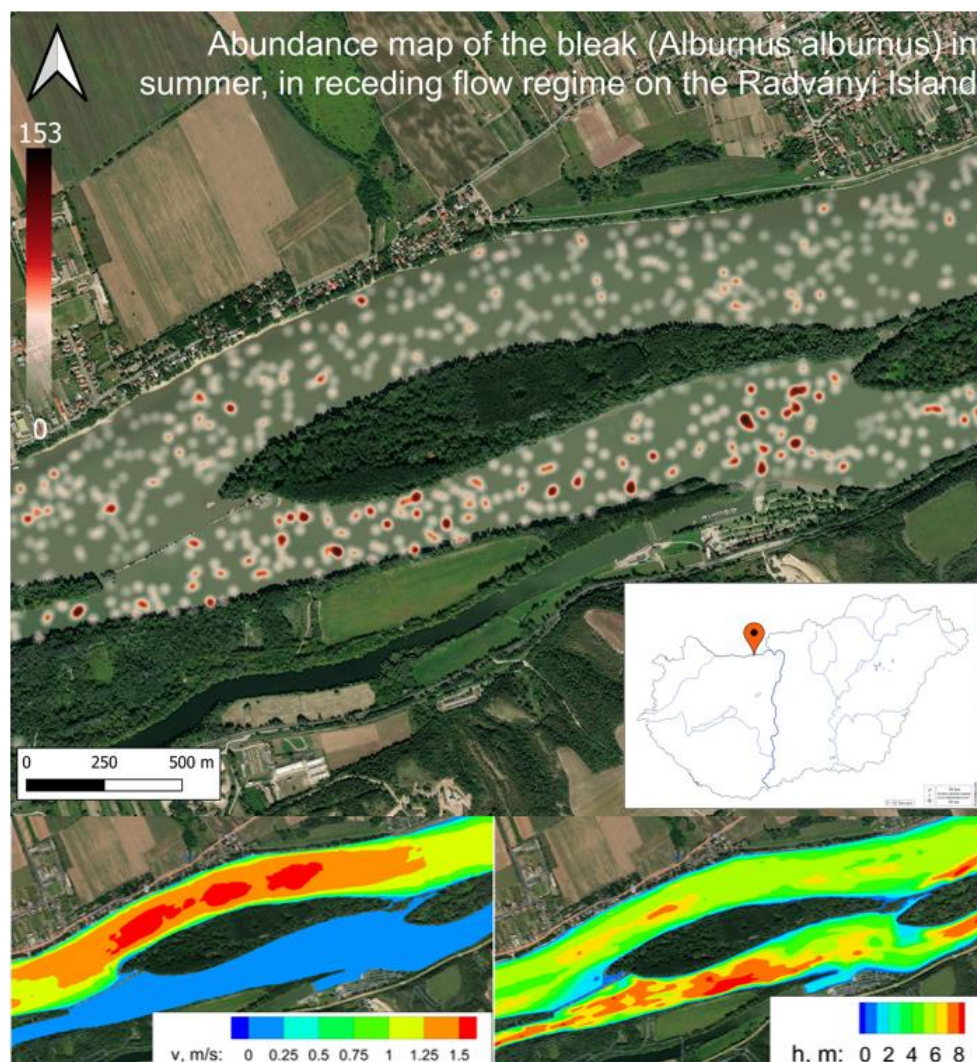 Abundance map of the bleak (Alburnus alburnus) in
summer, in receding flow regime on the Radványi Island
153
0
0 250 500 m
v, m/s: 0 0.25 0.5 0.75 1 1.25 1.5
h, m: 0 2 4 6 8